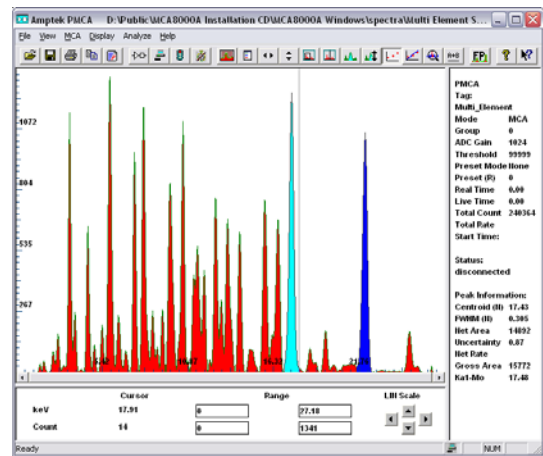 Amptek PMCA D:\Public\MCA8000A Installation CD\MCA8000A Windows\spectra\Multi Element S...
File View MCA Display Analyze Help
1072
804
535
267
PMCA
Tag:
Multi_Element
Mode MCA
Group 0
ADC Gain 1024
Threshold 99999
Preset Mode None
Preset (R) 0
Real Time 0.00
Live Time 0.00
Total Count 240364
Total Rate
Start Time:
Status:
disconnected
Peak Information:
Centroid (N) 17.43
FWHM (N) 0.305
Net Area 14892
Uncertainty 0.87
Net Rate
Gross Area 15772
Ka1-Mo 17.48
Cursor Range LIII Scale
keV 17.91 0 27.18
Count 14 0 1341
Ready NUM